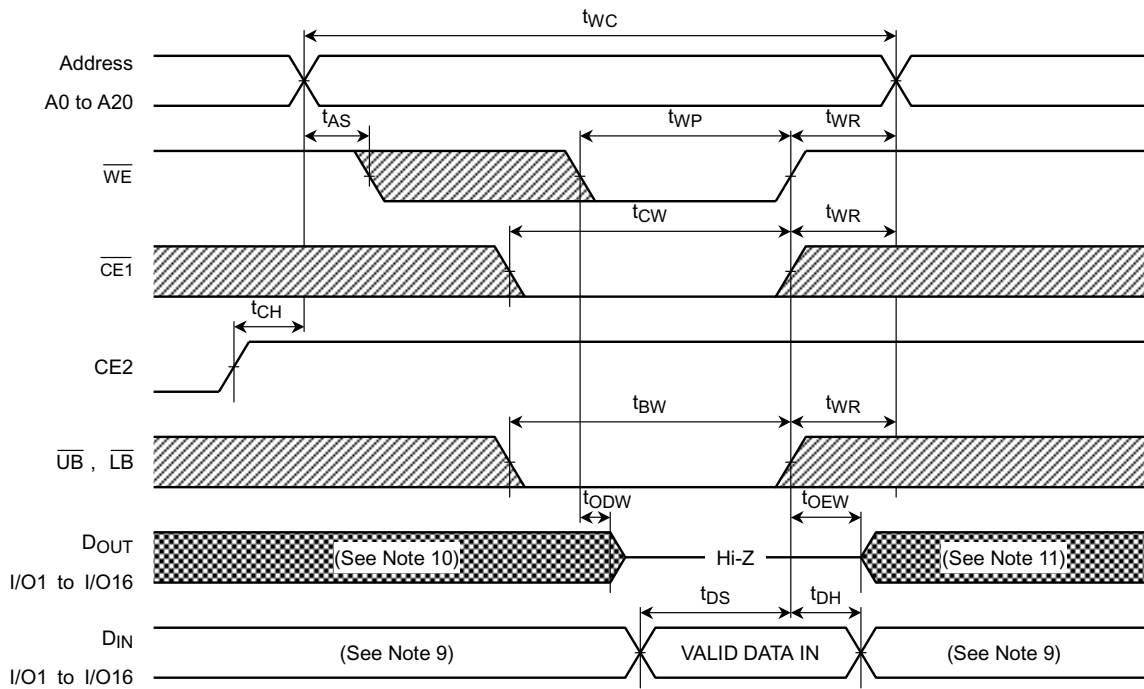 tWC
Address
A0 to A20
tAS
tWP
tWR
WE
tCW
tWR
CE1
tCH
CE2
tBW
tWR
UB , LB
tODW
tOEW
DOUT
(See Note 10)
Hi-Z
(See Note 11)
I/O1 to I/O16
tDS
tDH
DIN
(See Note 9)
VALID DATA IN
(See Note 9)
I/O1 to I/O16